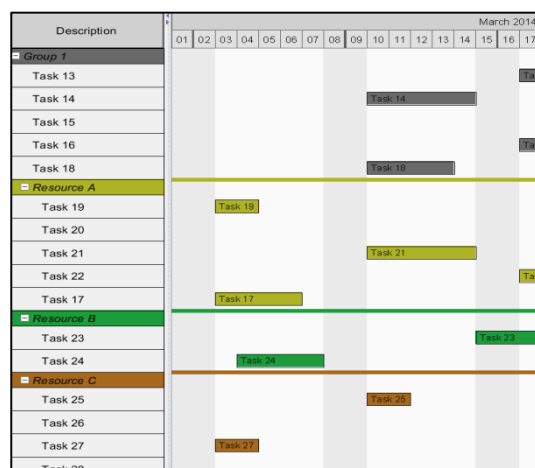 Description
March 2014
01 02 03 04 05 06 07 08 09 10 11 12 13 14 15 16 17
Group 1
Task 13
Task 14 Task 14
Task 15
Task 16
Task 18 Task 18
Resource A
Task 19 Task 19
Task 20
Task 21 Task 21
Task 22
Task 17 Task 17
Resource B
Task 23 Task 23
Task 24 Task 24
Resource C
Task 25 Task 25
Task 26
Task 27 Task 27